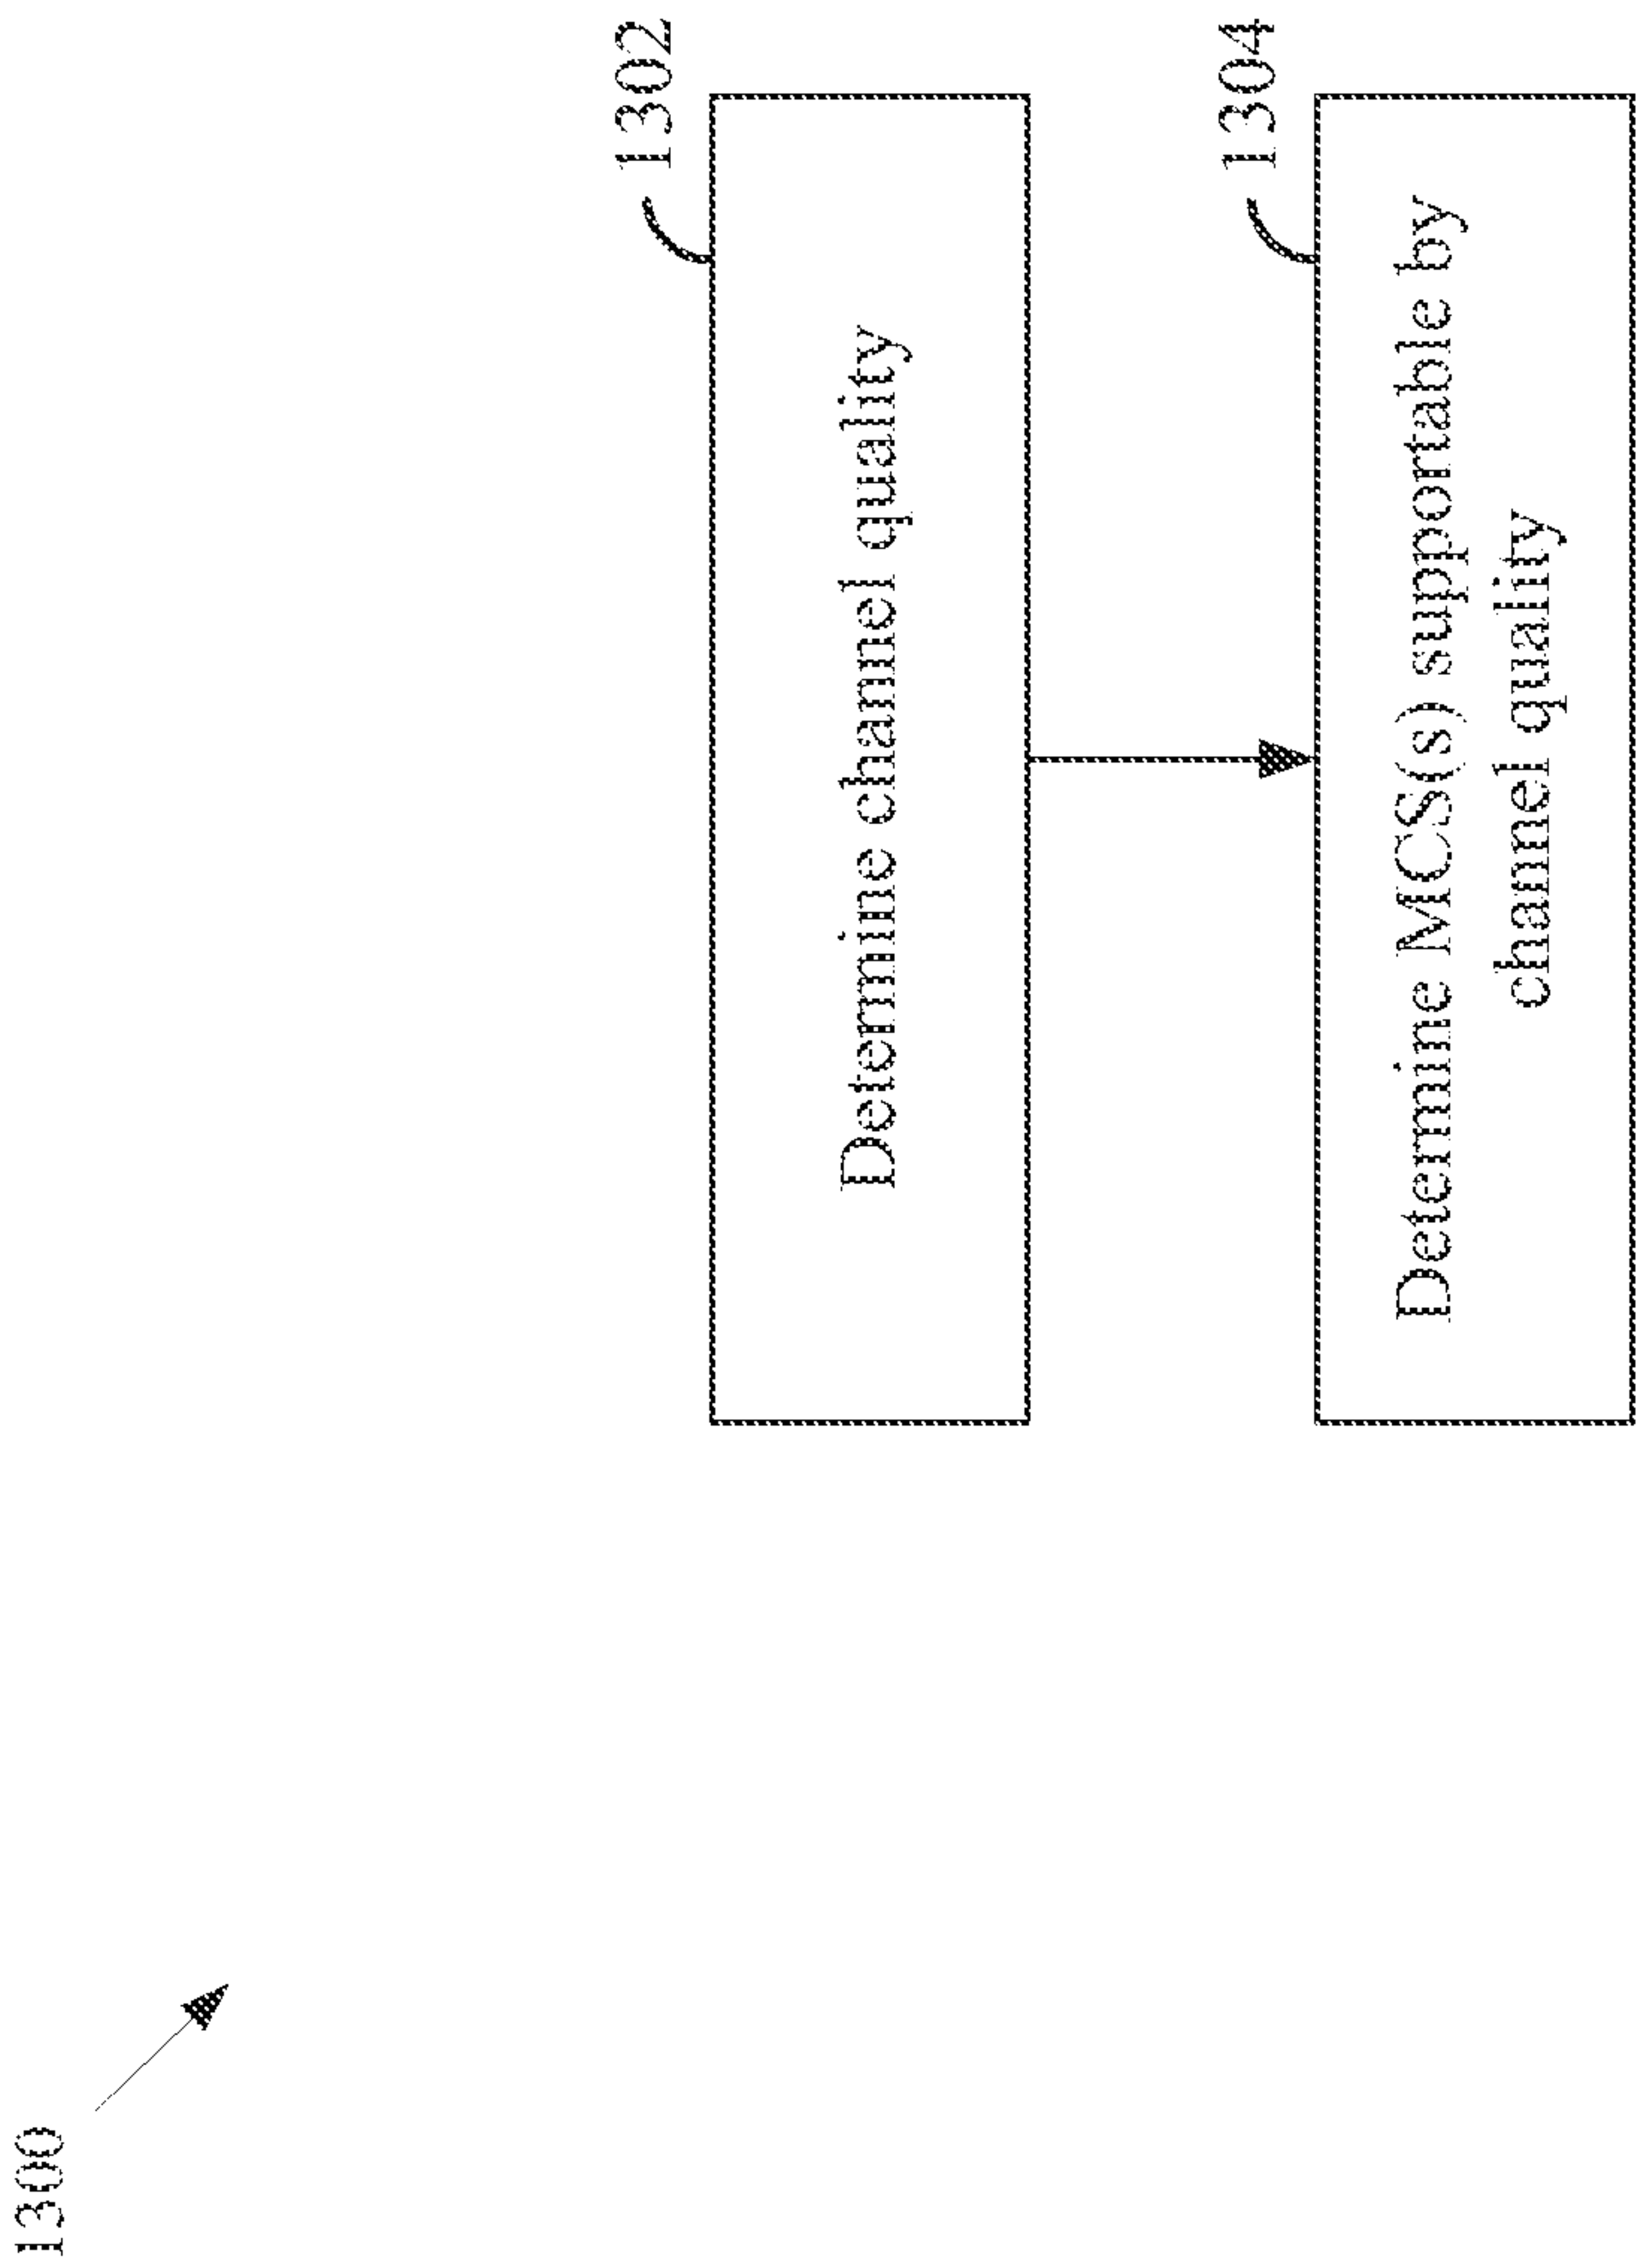 1300
1302
Determine channel quality
1304
Determine MCS(s) supportable by
channel quality